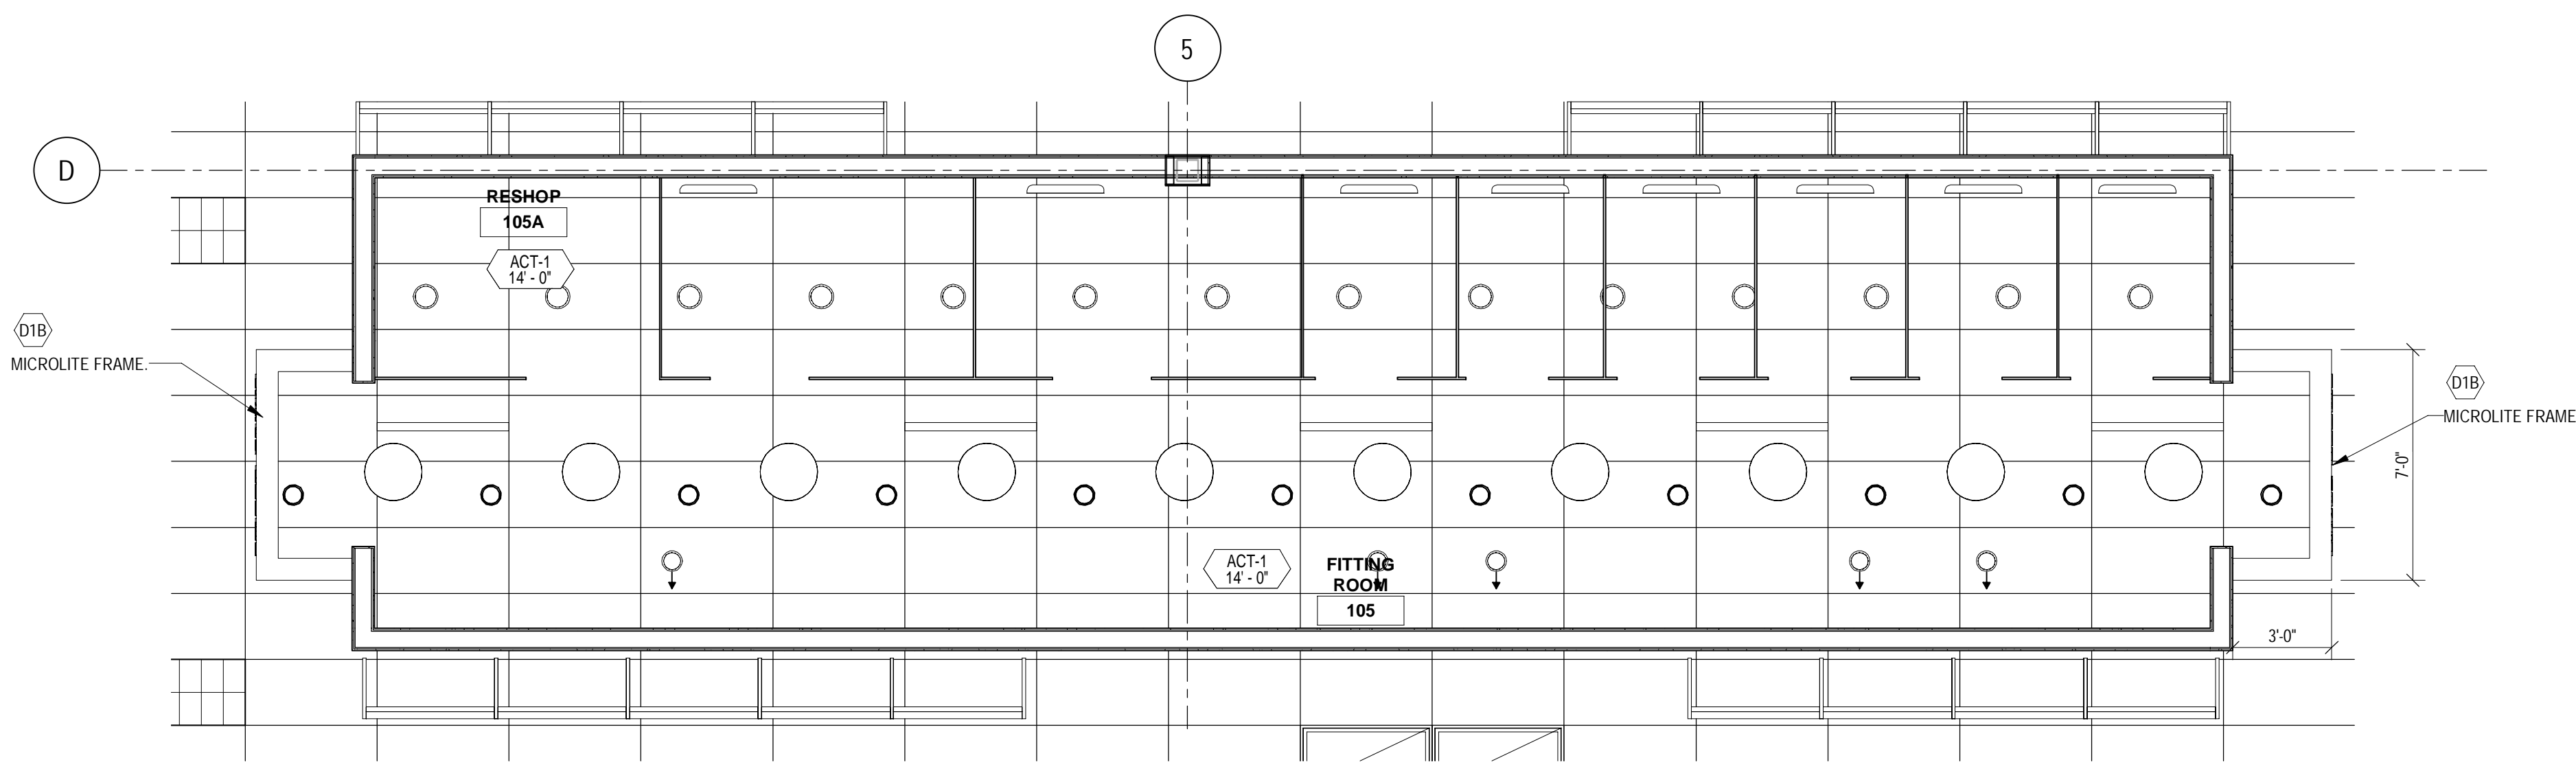 5
D
RESHOP
105A
ACT-1
14' - 0"
D1B
MICROLITE FRAME.
D1B
MICROLITE FRAME
7'-0"
ACT-1
14' - 0"
FITTING
ROOM
105
3'-0"